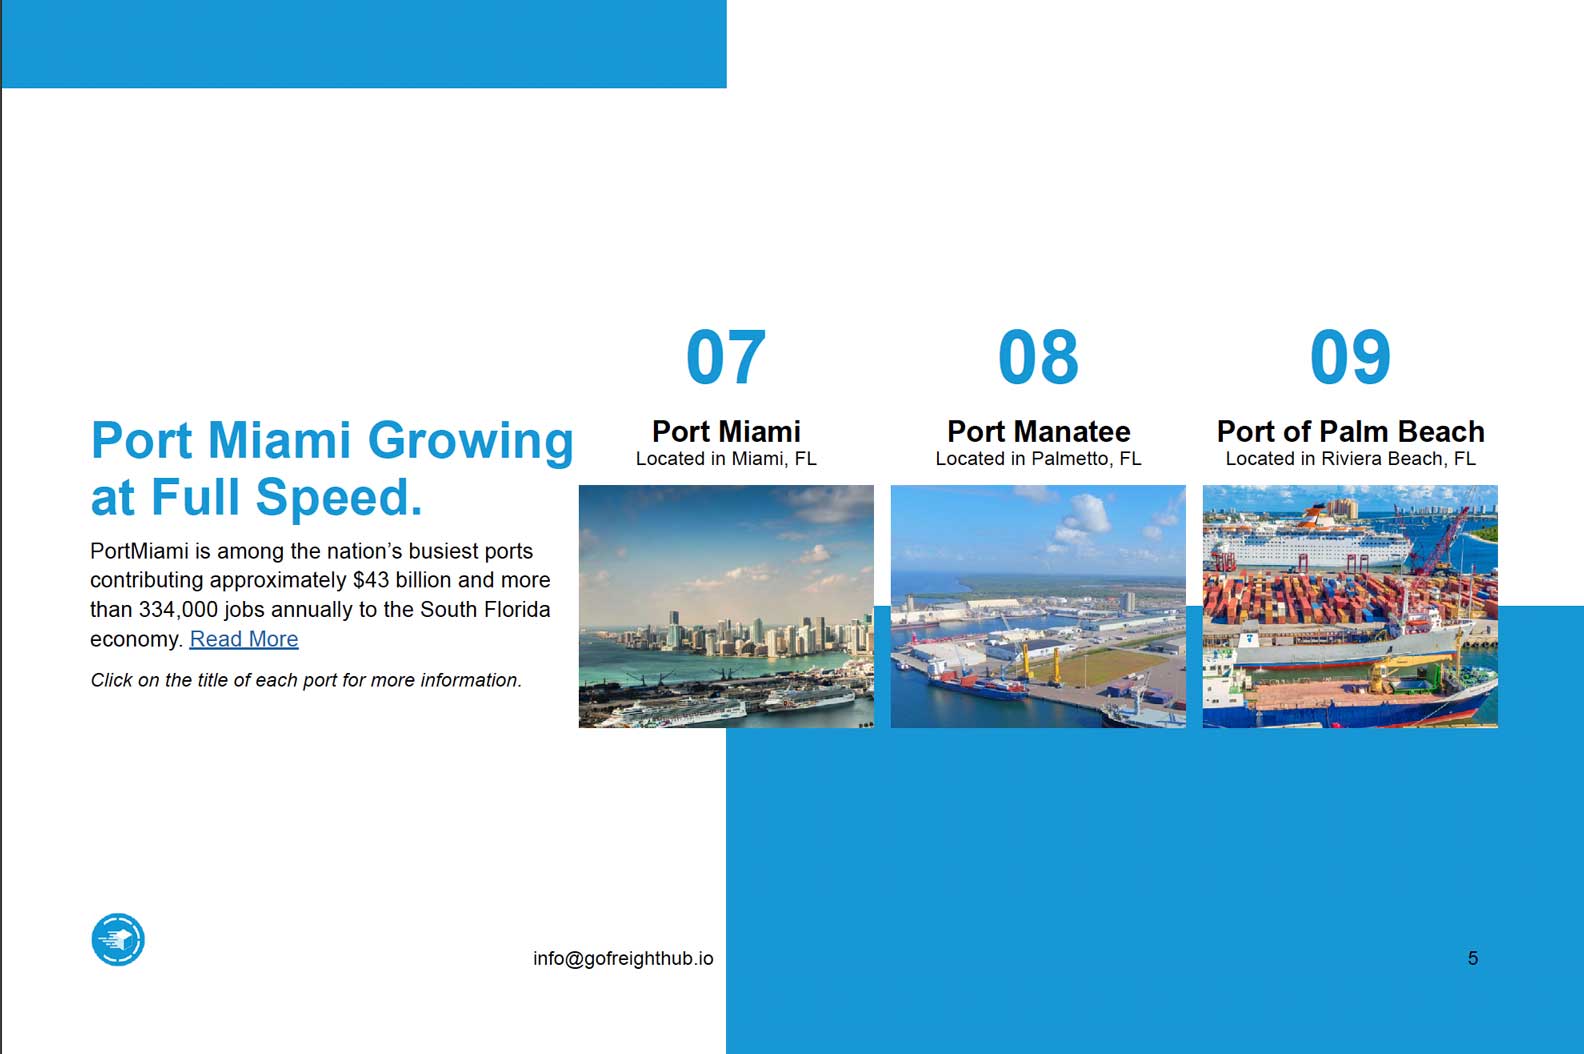 Port Miami Growing
at Full Speed.
PortMiami is among the nation’s busiest ports
contributing approximately $43 billion and more
than 334,000 jobs annually to the South Florida
economy. Read More
Click on the title of each port for more information.
07
Port Miami
Located in Miami, FL
08
Port Manatee
Located in Palmetto, FL
09
Port of Palm Beach
Located in Riviera Beach, FL
info@gofreighthub.io
5